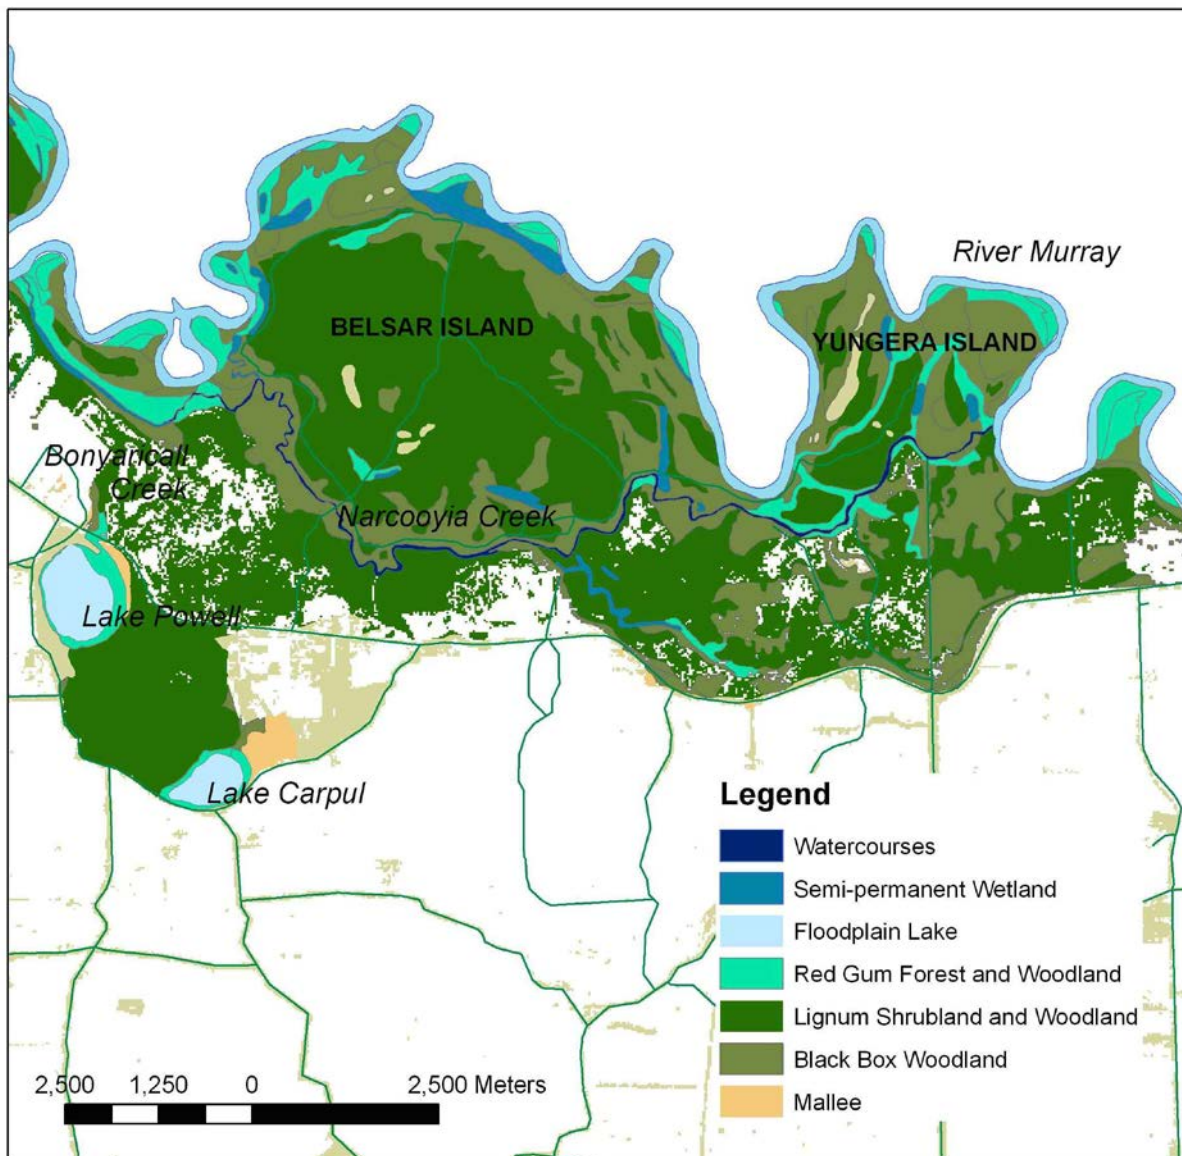 River Murray
BELSAR ISLAND
YUNGERA ISLAND
Bonyaricall
Creek
Narcooyia Creek
Lake Powell
Lake Carpul
Legend
Watercourses
Semi-permanent Wetland
Floodplain Lake
Red Gum Forest and Woodland
Lignum Shrubland and Woodland
Black Box Woodland
Mallee
2,500 1,250 0 2,500 Meters